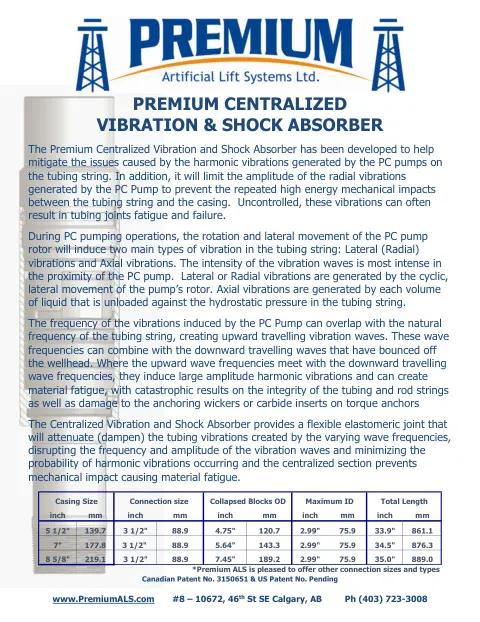 PREMIUM
Artificial Lift Systems Ltd.
PREMIUM CENTRALIZED
VIBRATION & SHOCK ABSORBER
The Premium Centralized Vibration and Shock Absorber has been developed to help
mitigate the issues caused by the harmonic vibrations generated by the PC pumps on
the tubing string. In addition, it will limit the amplitude of the radial vibrations
generated by the PC Pump to prevent the repeated high energy mechanical impacts
between the tubing string and the casing. Uncontrolled, these vibrations can often
result in tubing joints fatigue and failure.
During PC pumping operations, the rotation and lateral movement of the PC pump
rotor will induce two main types of vibration in the tubing string: Lateral (Radial)
vibrations and Axial vibrations. The intensity of the vibration waves is most intense in
the proximity of the PC pump. Lateral or Radial vibrations are generated by the cyclic,
lateral movement of the pump's rotor. Axial vibrations are generated by each volume
of liquid that is unloaded against the hydrostatic pressure in the tubing string.
The frequency of the vibrations induced by the PC Pump can overlap with the natural
frequency of the tubing string, creating upward travelling vibration waves. These wave
frequencies can combine with the downward travelling waves that have bounced off
the wellhead. Where the upward wave frequencies meet with the downward travelling
wave frequencies, they induce large amplitude harmonic vibrations and can create
material fatigue, with catastrophic results on the integrity of the tubing and rod strings
as well as damage to the anchoring wickers or carbide inserts on torque anchors
The Centralized Vibration and Shock Absorber provides a flexible elastomeric joint that
will attenuate (dampen) the tubing vibrations created by the varying wave frequencies,
disrupting the frequency and amplitude of the vibration waves and minimizing the
probability of harmonic vibrations occurring and the centralized section prevents
mechanical impact causing material fatigue.
Casing Size Connection size Collapsed Blocks OD Maximum ID Total Length
inch mm inch mm inch mm inch mm inch mm
5 1/2" 139.7 3 1/2" 88.9 4.75" 120.7 2.99" 75.9 33.9" 861.1
7" 177.8 3 1/2" 88.9 5.64" 143.3 2.99" 75.9 34.5" 876.3
8 5/8" 219.1 3 1/2" 88.9 7.45" 189.2 2.99" 75.9 35.0" 889.0
*Premium ALS is pleased to offer other connection sizes and types
Canadian Patent No. 3150651 & US Patent No. Pending
www.PremiumALS.com #8 – 10672, 46th St SE Calgary, AB Ph (403) 723-3008